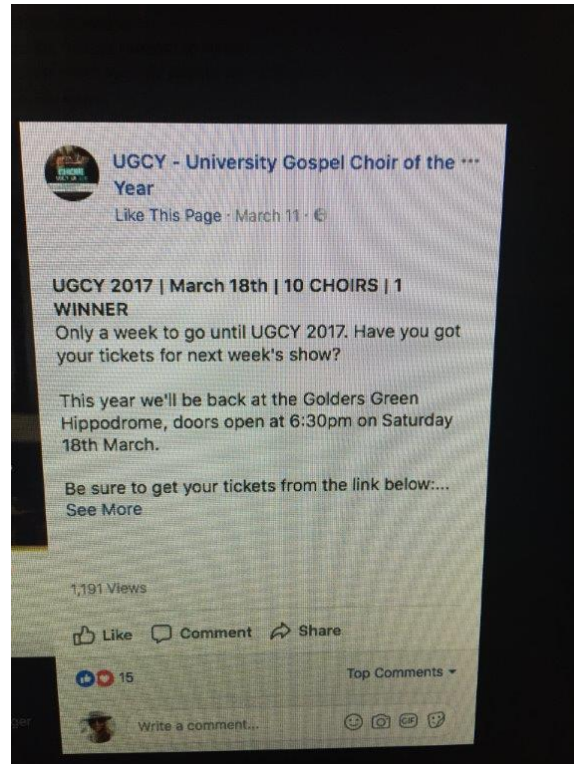 UGCY - University Gospel Choir of the ...
Year
Like This Page · March 11 ·
UGCY 2017 | March 18th | 10 CHOIRS | 1
WINNER
Only a week to go until UGCY 2017. Have you got
your tickets for next week's show?
This year we'll be back at the Golders Green
Hippodrome, doors open at 6:30pm on Saturday
18th March.
Be sure to get your tickets from the link below:...
See More
1,191 Views
Like Comment Share
15 Top Comments
ger
Write a comment... GIF